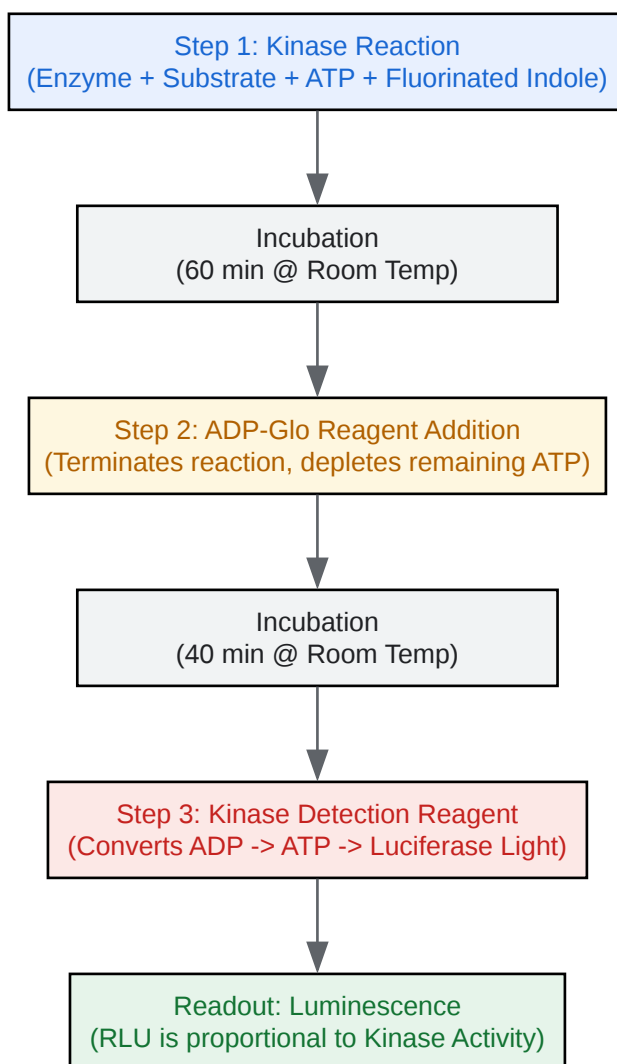 Step 1: Kinase Reaction
(Enzyme + Substrate + ATP + Fluorinated Indole)
Incubation
(60 min @ Room Temp)
Step 2: ADP-Glo Reagent Addition
(Terminates reaction, depletes remaining ATP)
Incubation
(40 min @ Room Temp)
Step 3: Kinase Detection Reagent
(Converts ADP -> ATP -> Luciferase Light)
Readout: Luminescence
(RLU is proportional to Kinase Activity)